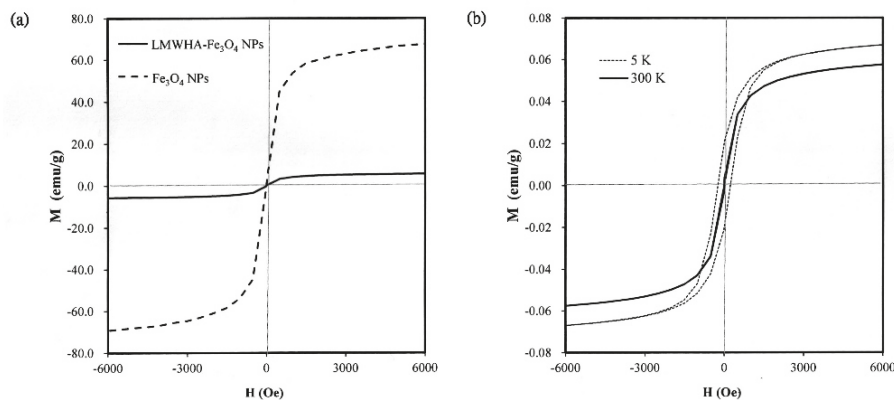 (a)
80.0
60.0
40.0
20.0
0.0
-20.0
-40.0
-60.0
-80.0
M (emu/g)
LMWHA-Fe₃O₄ NPs
Fe₃O₄ NPs
-6000 -3000 0 3000 6000
H (Oe)
(b)
0.08
0.06
0.04
0.02
0.00
-0.02
-0.04
-0.06
-0.08
M (emu/g)
5 K
300 K
-6000 -3000 0 3000 6000
H (Oe)